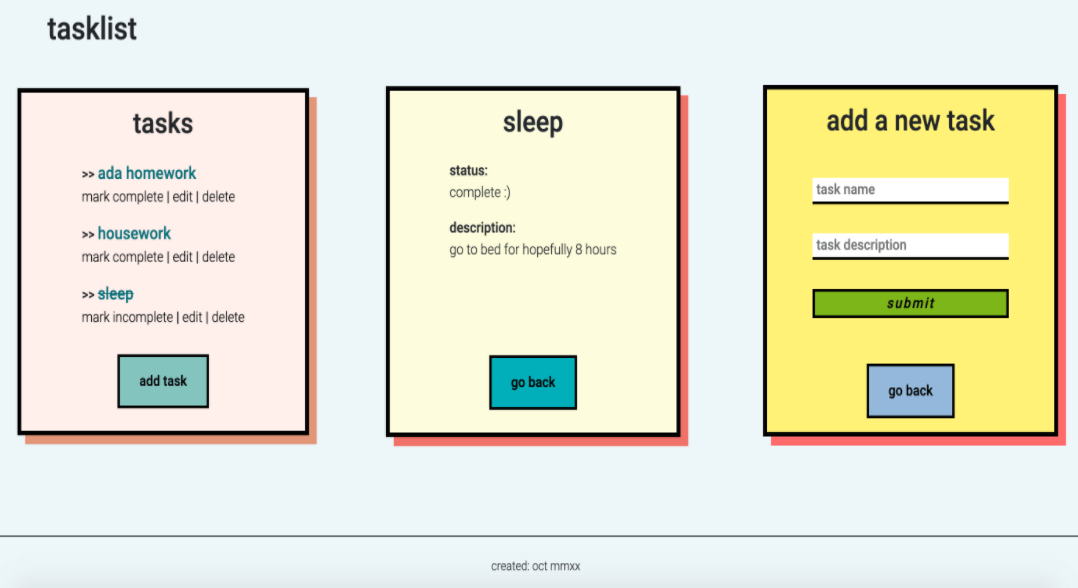 tasklist
tasks
>> ada homework
mark complete | edit | delete
>> housework
mark complete | edit | delete
>> sleep
mark incomplete | edit | delete
add task
sleep
status:
complete :)
description:
go to bed for hopefully 8 hours
go back
add a new task
task name
task description
submit
go back
created: oct mmxx